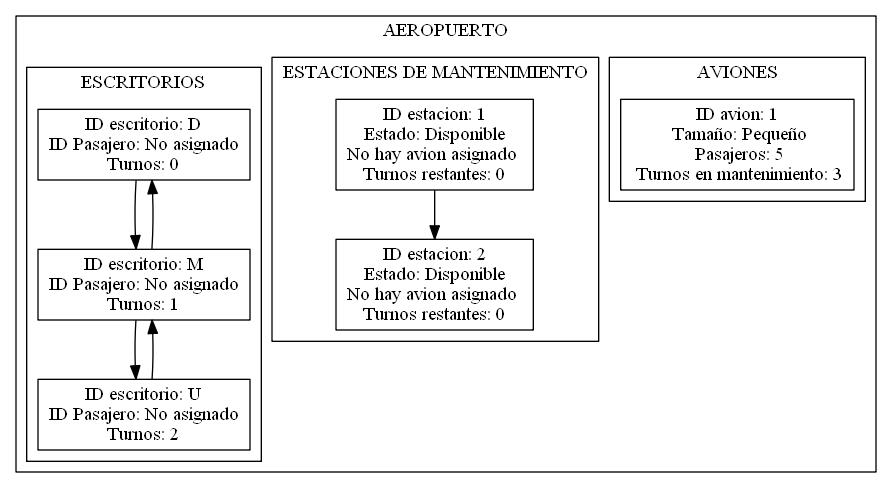 AEROPUERTO
ESCRITORIOS
ID escritorio: D
ID Pasajero: No asignado
Turnos: 0
ID escritorio: M
ID Pasajero: No asignado
Turnos: 1
ID escritorio: U
ID Pasajero: No asignado
Turnos: 2
ESTACIONES DE MANTENIMIENTO
ID estacion: 1
Estado: Disponible
No hay avion asignado
Turnos restantes: 0
ID estacion: 2
Estado: Disponible
No hay avion asignado
Turnos restantes: 0
AVIONES
ID avion: 1
Tamaño: Pequeño
Pasajeros: 5
Turnos en mantenimiento: 3